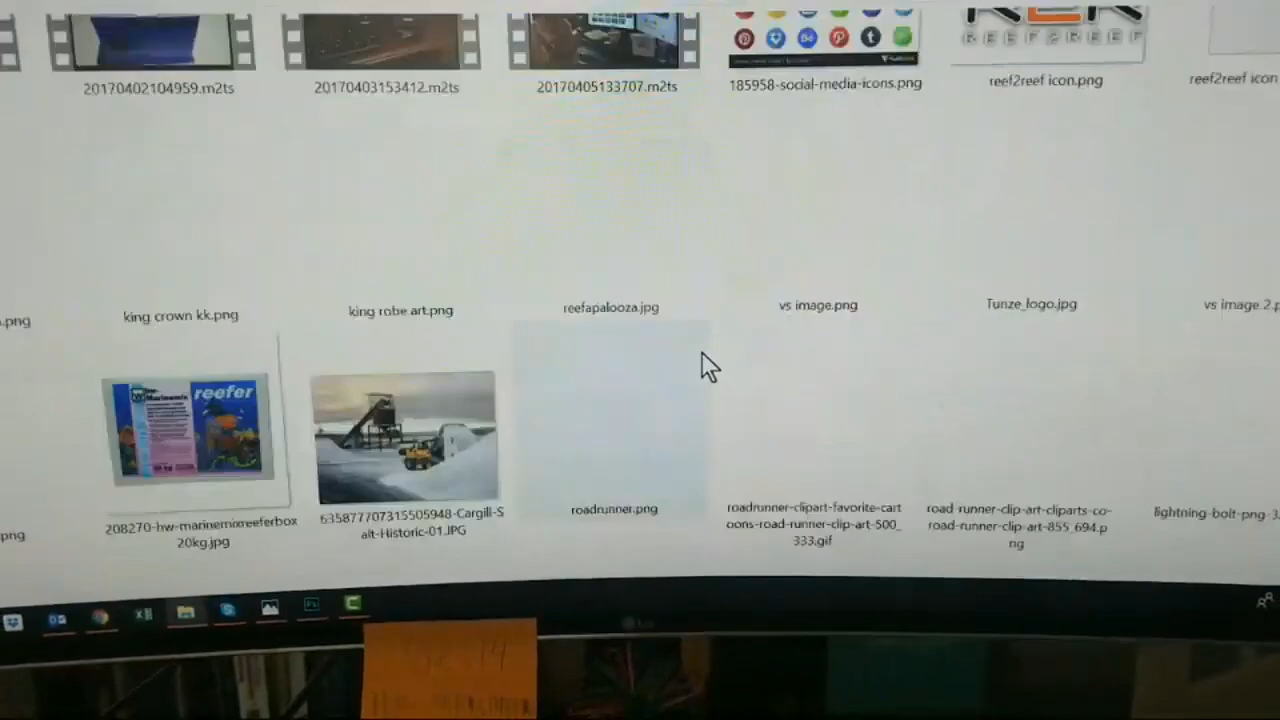 20170402104959.m2ts
20170403153412.m2ts
20170405133707.m2ts
185958-social-media-icons.png
reef2reef icon.png
reef2reef icon
.png
king crown kk.png
king robe art.png
reefapalooza.jpg
vs image.png
Tunze_logo.jpg
vs image 2.p
reefer
png
208270-hw-marinemixreeferbox
20kg.jpg
635877707315505948-Cargill-S
alt-Historic-01.JPG
roadrunner.png
roadrunner-clipart-favorite-cart
oons-road-runner-clip-art-500_
333.gif
road-runner-clip-art-cliparts-co-
road-runner-clip-art-855_694.p
ng
lightning-bolt-png-3